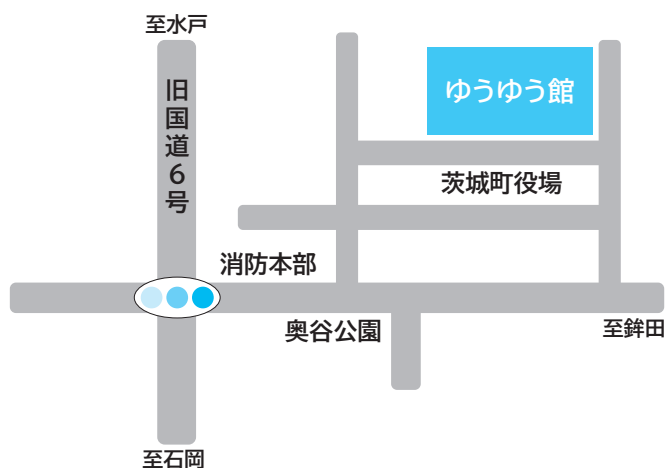 至水戸
旧国道6号
ゆうゆう館
茨城町役場
消防本部
奥谷公園
至鉾田
至石岡